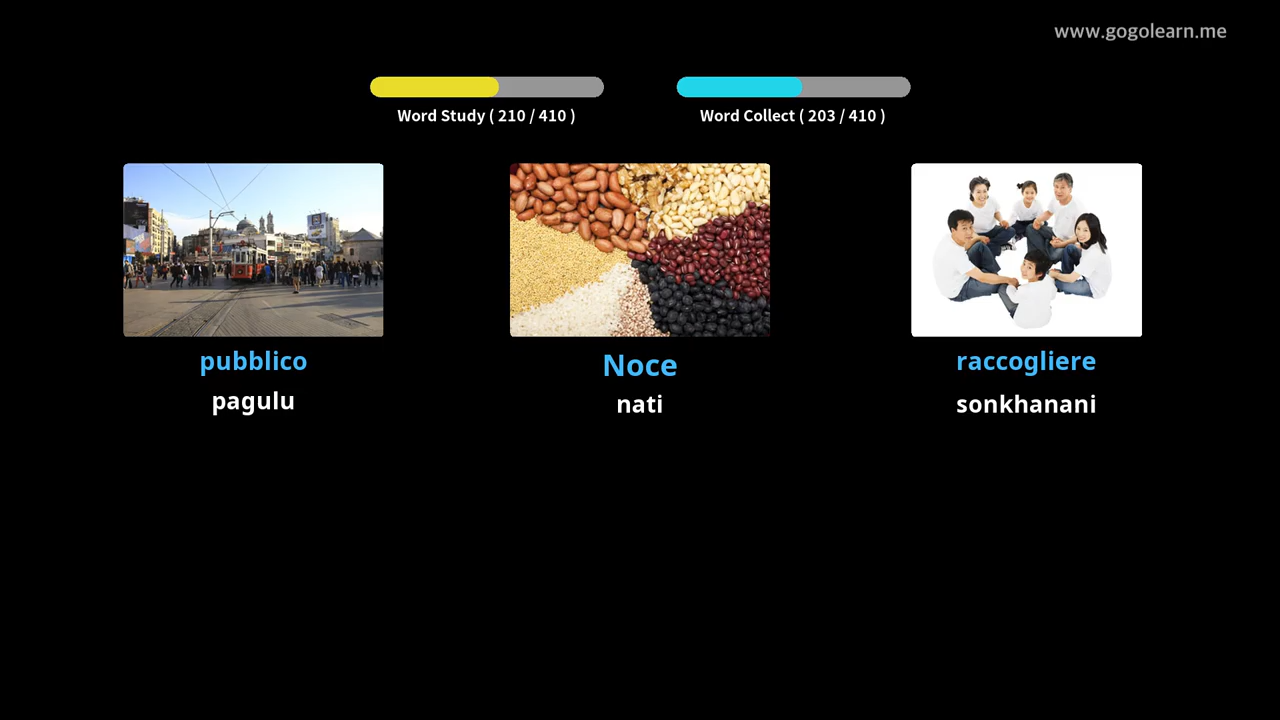 www.gogolearn.me
Word Study ( 210 / 410 )
Word Collect ( 203 / 410 )
pubblico
pagulu
Noce
nati
raccogliere
sonkhanani